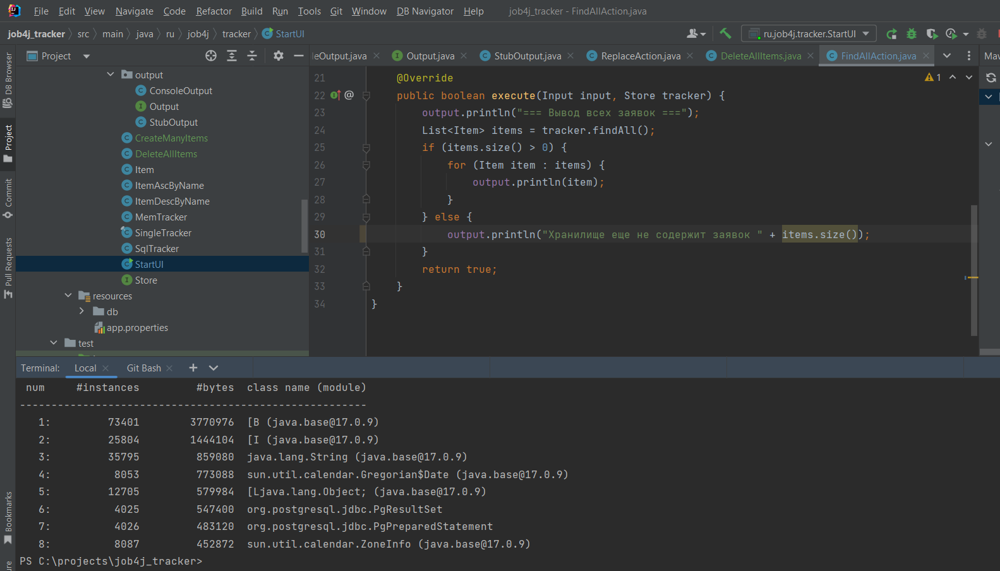 File Edit View Navigate Code Refactor Build Run Tools Git Window DB Navigator Help job4j_tracker - FindAllAction.java
job4j_tracker src main java ru job4j tracker StartUI ru.job4j.tracker.StartUI
Project
leOutput.java Output.java StubOutput.java ReplaceAction.java DeleteAllItems.java FindAllAction.java Mav
DB Browser
Project
Commit
Pull Requests
Bookmarks
output
ConsoleOutput
Output
StubOutput
CreateManyItems
DeleteAllItems
Item
ItemAscByName
ItemDescByName
MemTracker
SingleTracker
SqlTracker
StartUI
Store
resources
db
app.properties
test
1
21 @Override
22 @ public boolean execute(Input input, Store tracker) {
23 output.println("=== Вывод всех заявок ===");
24 List<Item> items = tracker.findAll();
25 if (items.size() > 0) {
26 for (Item item : items) {
27 output.println(item);
28 }
29 } else {
30 output.println("Хранилище еще не содержит заявок " + items.size());
31 }
32 return true;
33 }
34 }
Terminal: Local Git Bash
num #instances #bytes class name (module)
-------------------------------------------------------
1: 73401 3770976 [B (java.base@17.0.9)
2: 25804 1444104 [I (java.base@17.0.9)
3: 35795 859080 java.lang.String (java.base@17.0.9)
4: 8053 773088 sun.util.calendar.Gregorian$Date (java.base@17.0.9)
5: 12705 579984 [Ljava.lang.Object; (java.base@17.0.9)
6: 4025 547400 org.postgresql.jdbc.PgResultSet
7: 4026 483120 org.postgresql.jdbc.PgPreparedStatement
8: 8087 452872 sun.util.calendar.ZoneInfo (java.base@17.0.9)
PS C:\projects\job4j_tracker>